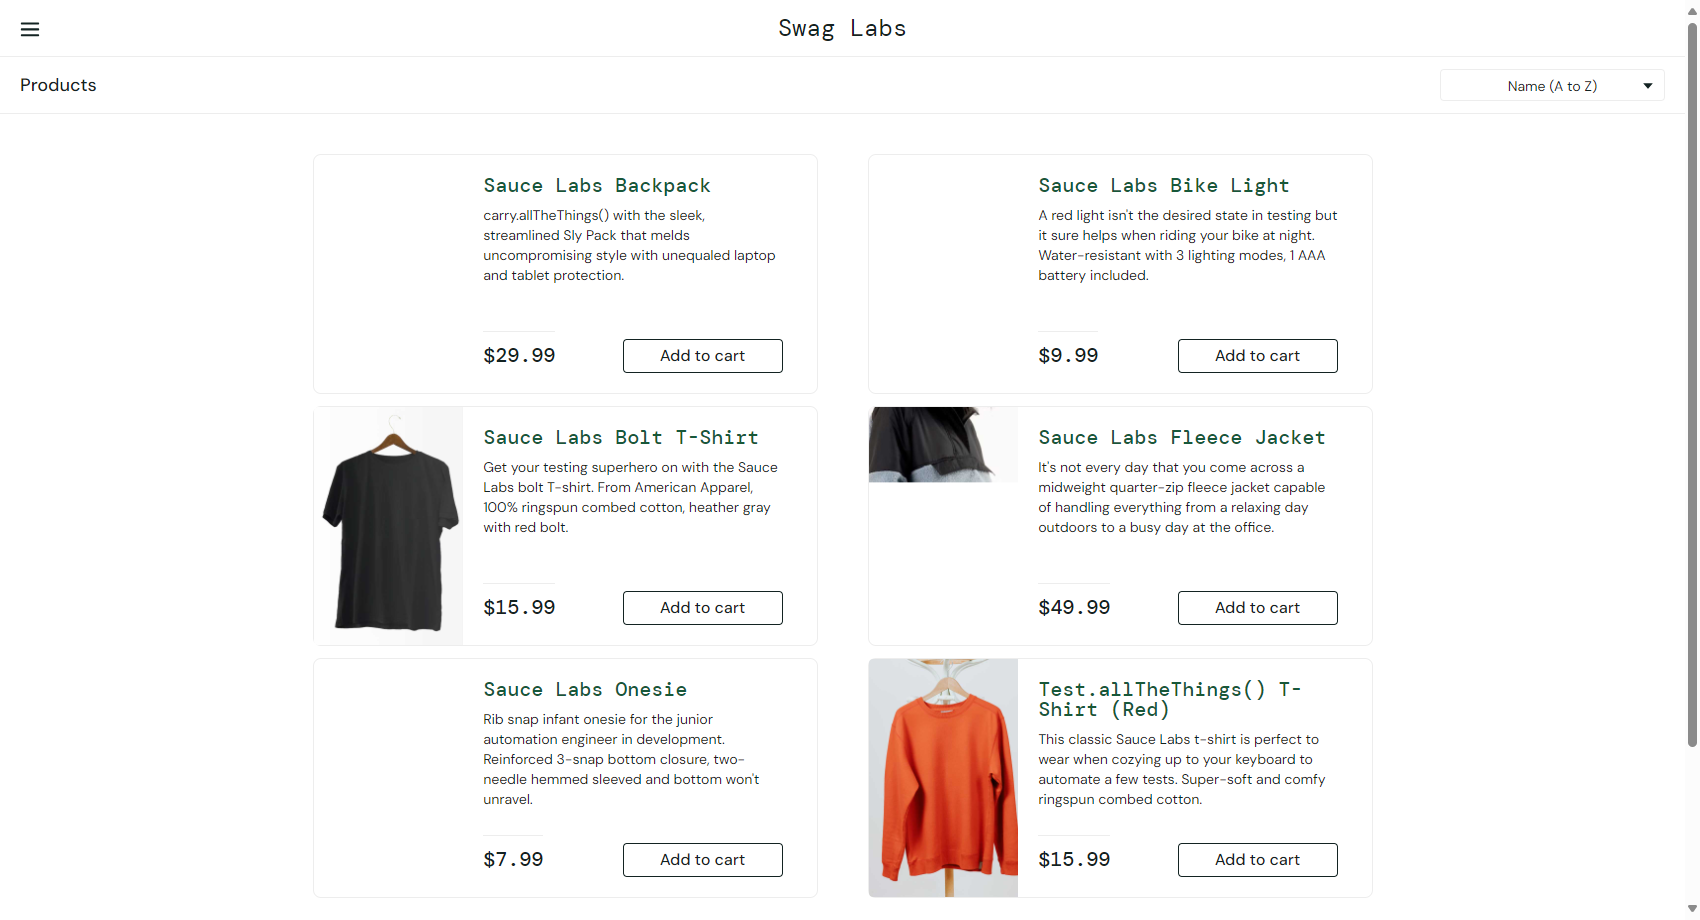 Swag Labs
Products
Name (A to Z)
Sauce Labs Backpack
carry.allTheThings() with the sleek,
streamlined Sly Pack that melds
uncompromising style with unequaled laptop
and tablet protection.
$29.99
Add to cart
Sauce Labs Bike Light
A red light isn't the desired state in testing but
it sure helps when riding your bike at night.
Water-resistant with 3 lighting modes, 1 AAA
battery included.
$9.99
Add to cart
Sauce Labs Bolt T-Shirt
Get your testing superhero on with the Sauce
Labs bolt T-shirt. From American Apparel,
100% ringspun combed cotton, heather gray
with red bolt.
$15.99
Add to cart
Sauce Labs Fleece Jacket
It's not every day that you come across a
midweight quarter-zip fleece jacket capable
of handling everything from a relaxing day
outdoors to a busy day at the office.
$49.99
Add to cart
Sauce Labs Onesie
Rib snap infant onesie for the junior
automation engineer in development.
Reinforced 3-snap bottom closure, two-
needle hemmed sleeved and bottom won't
unravel.
$7.99
Add to cart
Test.allTheThings() T-
Shirt (Red)
This classic Sauce Labs t-shirt is perfect to
wear when cozying up to your keyboard to
automate a few tests. Super-soft and comfy
ringspun combed cotton.
$15.99
Add to cart